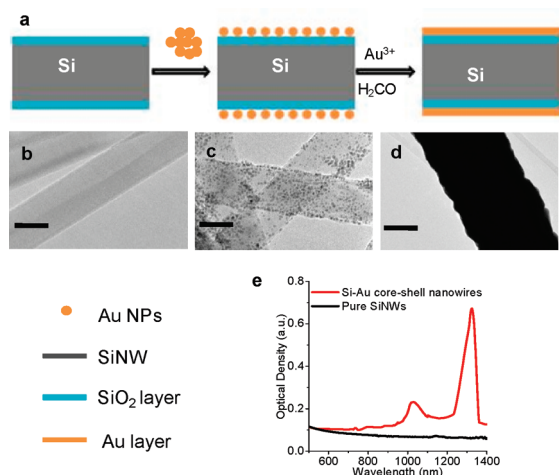 a
Si
Si
Au³⁺
H₂CO
Si
b
c
d
Au NPs
SiNW
SiO₂ layer
Au layer
e
Si-Au core-shell nanowires
Pure SiNWs
Optical Density (a.u.)
0.8
0.6
0.4
0.2
0.0
600 800 1000 1200 1400
Wavelength (nm)